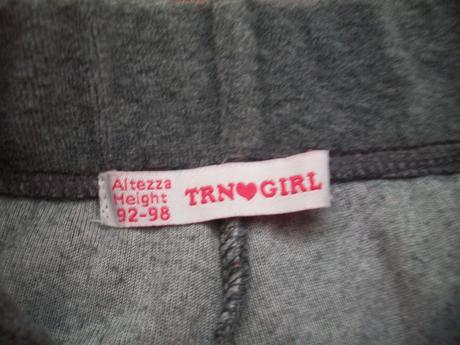 Altezza
Height
92-98
TRN❤GIRL